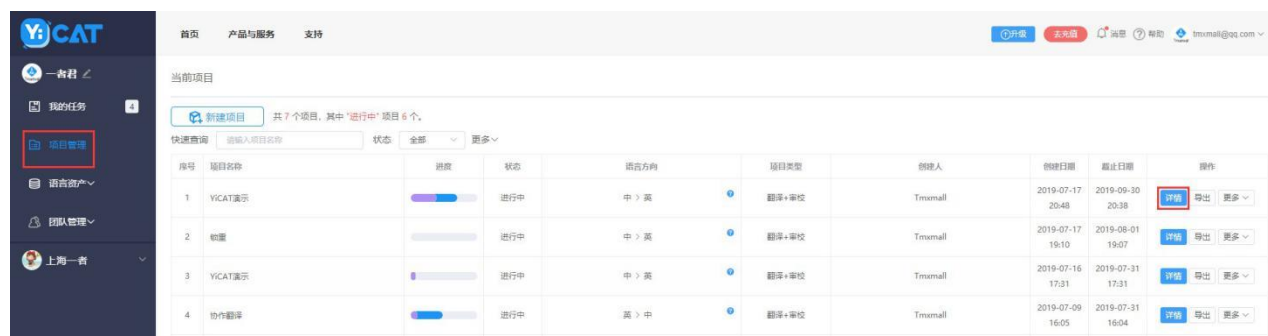 YiCAT
首页 产品与服务 支持
升级 去充值 消息 帮助 tmxmall@qq.com
一者君
我的任务 4
项目管理
语言资产
团队管理
上海一者
当前项目
新建项目 共 7 个项目，其中 "进行中" 项目 6 个。
快速查询 请输入项目名称 状态 全部 更多
序号 项目名称 进度 状态 语言方向 项目类型 创建人 创建日期 截止日期 操作
1 YiCAT演示 进行中 中 > 英 翻译+审校 Tmxmall 2019-07-17 20:48 2019-09-30 20:38 详情 导出 更多
2 锁重 进行中 中 > 英 翻译+审校 Tmxmall 2019-07-17 19:10 2019-08-01 19:07 详情 导出 更多
3 YiCAT演示 进行中 中 > 英 翻译+审校 Tmxmall 2019-07-16 17:31 2019-07-31 17:31 详情 导出 更多
4 协作翻译 进行中 英 > 中 翻译+审校 Tmxmall 2019-07-09 16:05 2019-07-31 16:04 详情 导出 更多